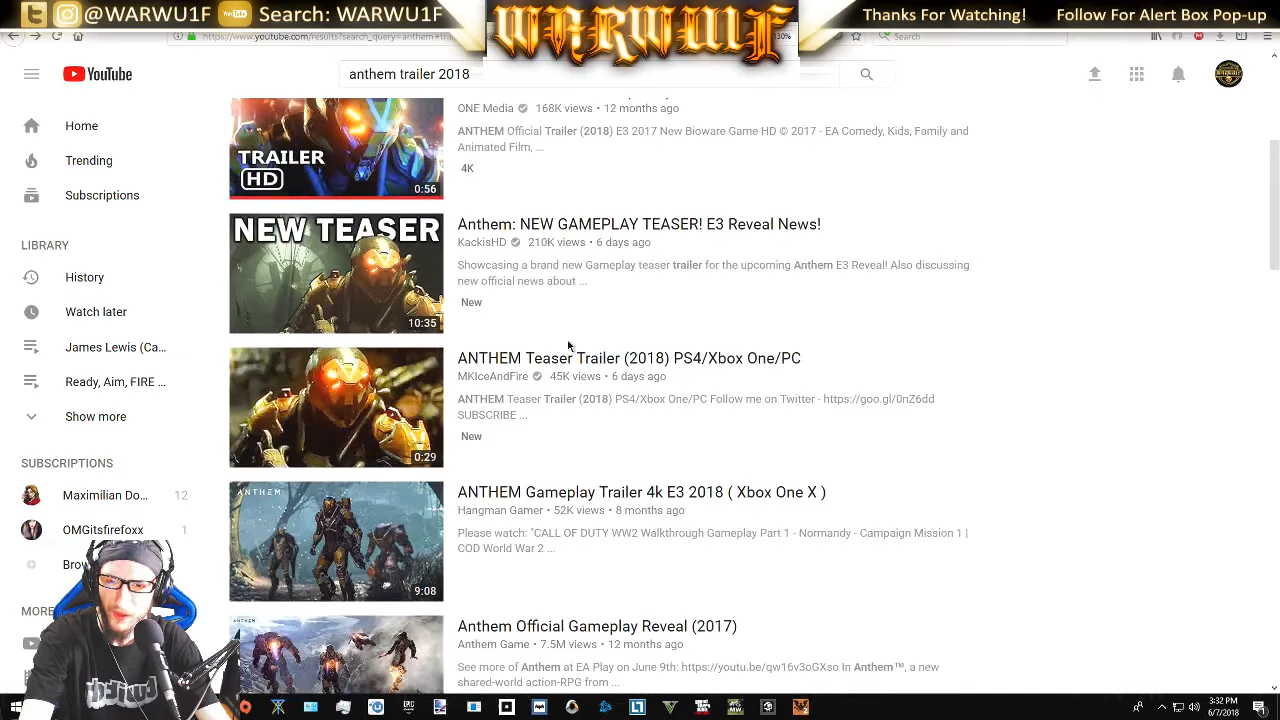 @WARWU1F
Search: WARWU1F
WARWU1F
Thanks For Watching!
Follow For Alert Box Pop-up
https://www.youtube.com/search_results?search_query=anthem+tra
Search
YouTube
anthem trailer 2018
Home
Trending
Subscriptions
LIBRARY
History
Watch later
James Lewis (Ca...
Ready, Aim, FIRE ...
Show more
SUBSCRIPTIONS
Maximilian Do... 12
OMGitsfirefoxx 1
Bro
MORE
TRAILER
HD
0:56
ONE Media 168K views • 12 months ago
ANTHEM Official Trailer (2018) E3 2017 New Bioware Game HD © 2017 - EA Comedy, Kids, Family and
Animated Film, ...
4K
NEW TEASER
10:35
Anthem: NEW GAMEPLAY TEASER! E3 Reveal News!
KackisHD 210K views • 6 days ago
Showcasing a brand new Gameplay teaser trailer for the upcoming Anthem E3 Reveal! Also discussing
new official news about ...
New
0:29
ANTHEM Teaser Trailer (2018) PS4/Xbox One/PC
MKIceAndFire 45K views • 6 days ago
ANTHEM Teaser Trailer (2018) PS4/Xbox One/PC Follow me on Twitter - https://goo.gl/0nZ6dd
SUBSCRIBE ...
New
ANTHEM
9:08
ANTHEM Gameplay Trailer 4k E3 2018 ( Xbox One X )
Hangman Gamer • 52K views • 8 months ago
Please watch: "CALL OF DUTY WW2 Walkthrough Gameplay Part 1 - Normandy - Campaign Mission 1 |
COD World War 2 ...
ANTHEM
Anthem Official Gameplay Reveal (2017)
Anthem Game • 7.5M views • 12 months ago
See more of Anthem at EA Play on June 9th: https://youtu.be/qw16v3oGXso In Anthem™, a new
shared-world action-RPG from ...
3:32 PM
6/7/2018